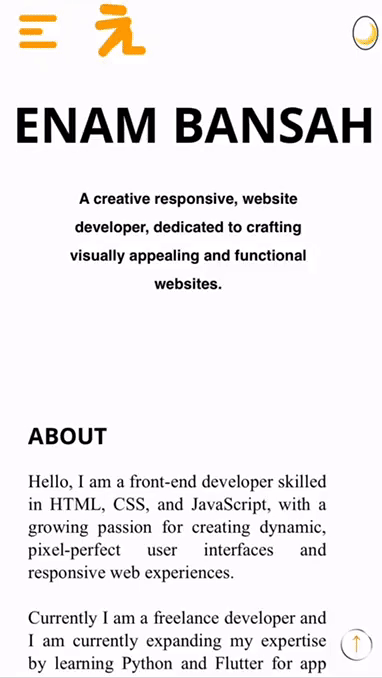 ENAM BANSAH
A creative responsive, website
developer, dedicated to crafting
visually appealing and functional
websites.
ABOUT
Hello, I am a front-end developer skilled
in HTML, CSS, and JavaScript, with a
growing passion for creating dynamic,
pixel-perfect user interfaces and
responsive web experiences.
Currently I am a freelance developer and
I am currently expanding my expertise
by learning Python and Flutter for app